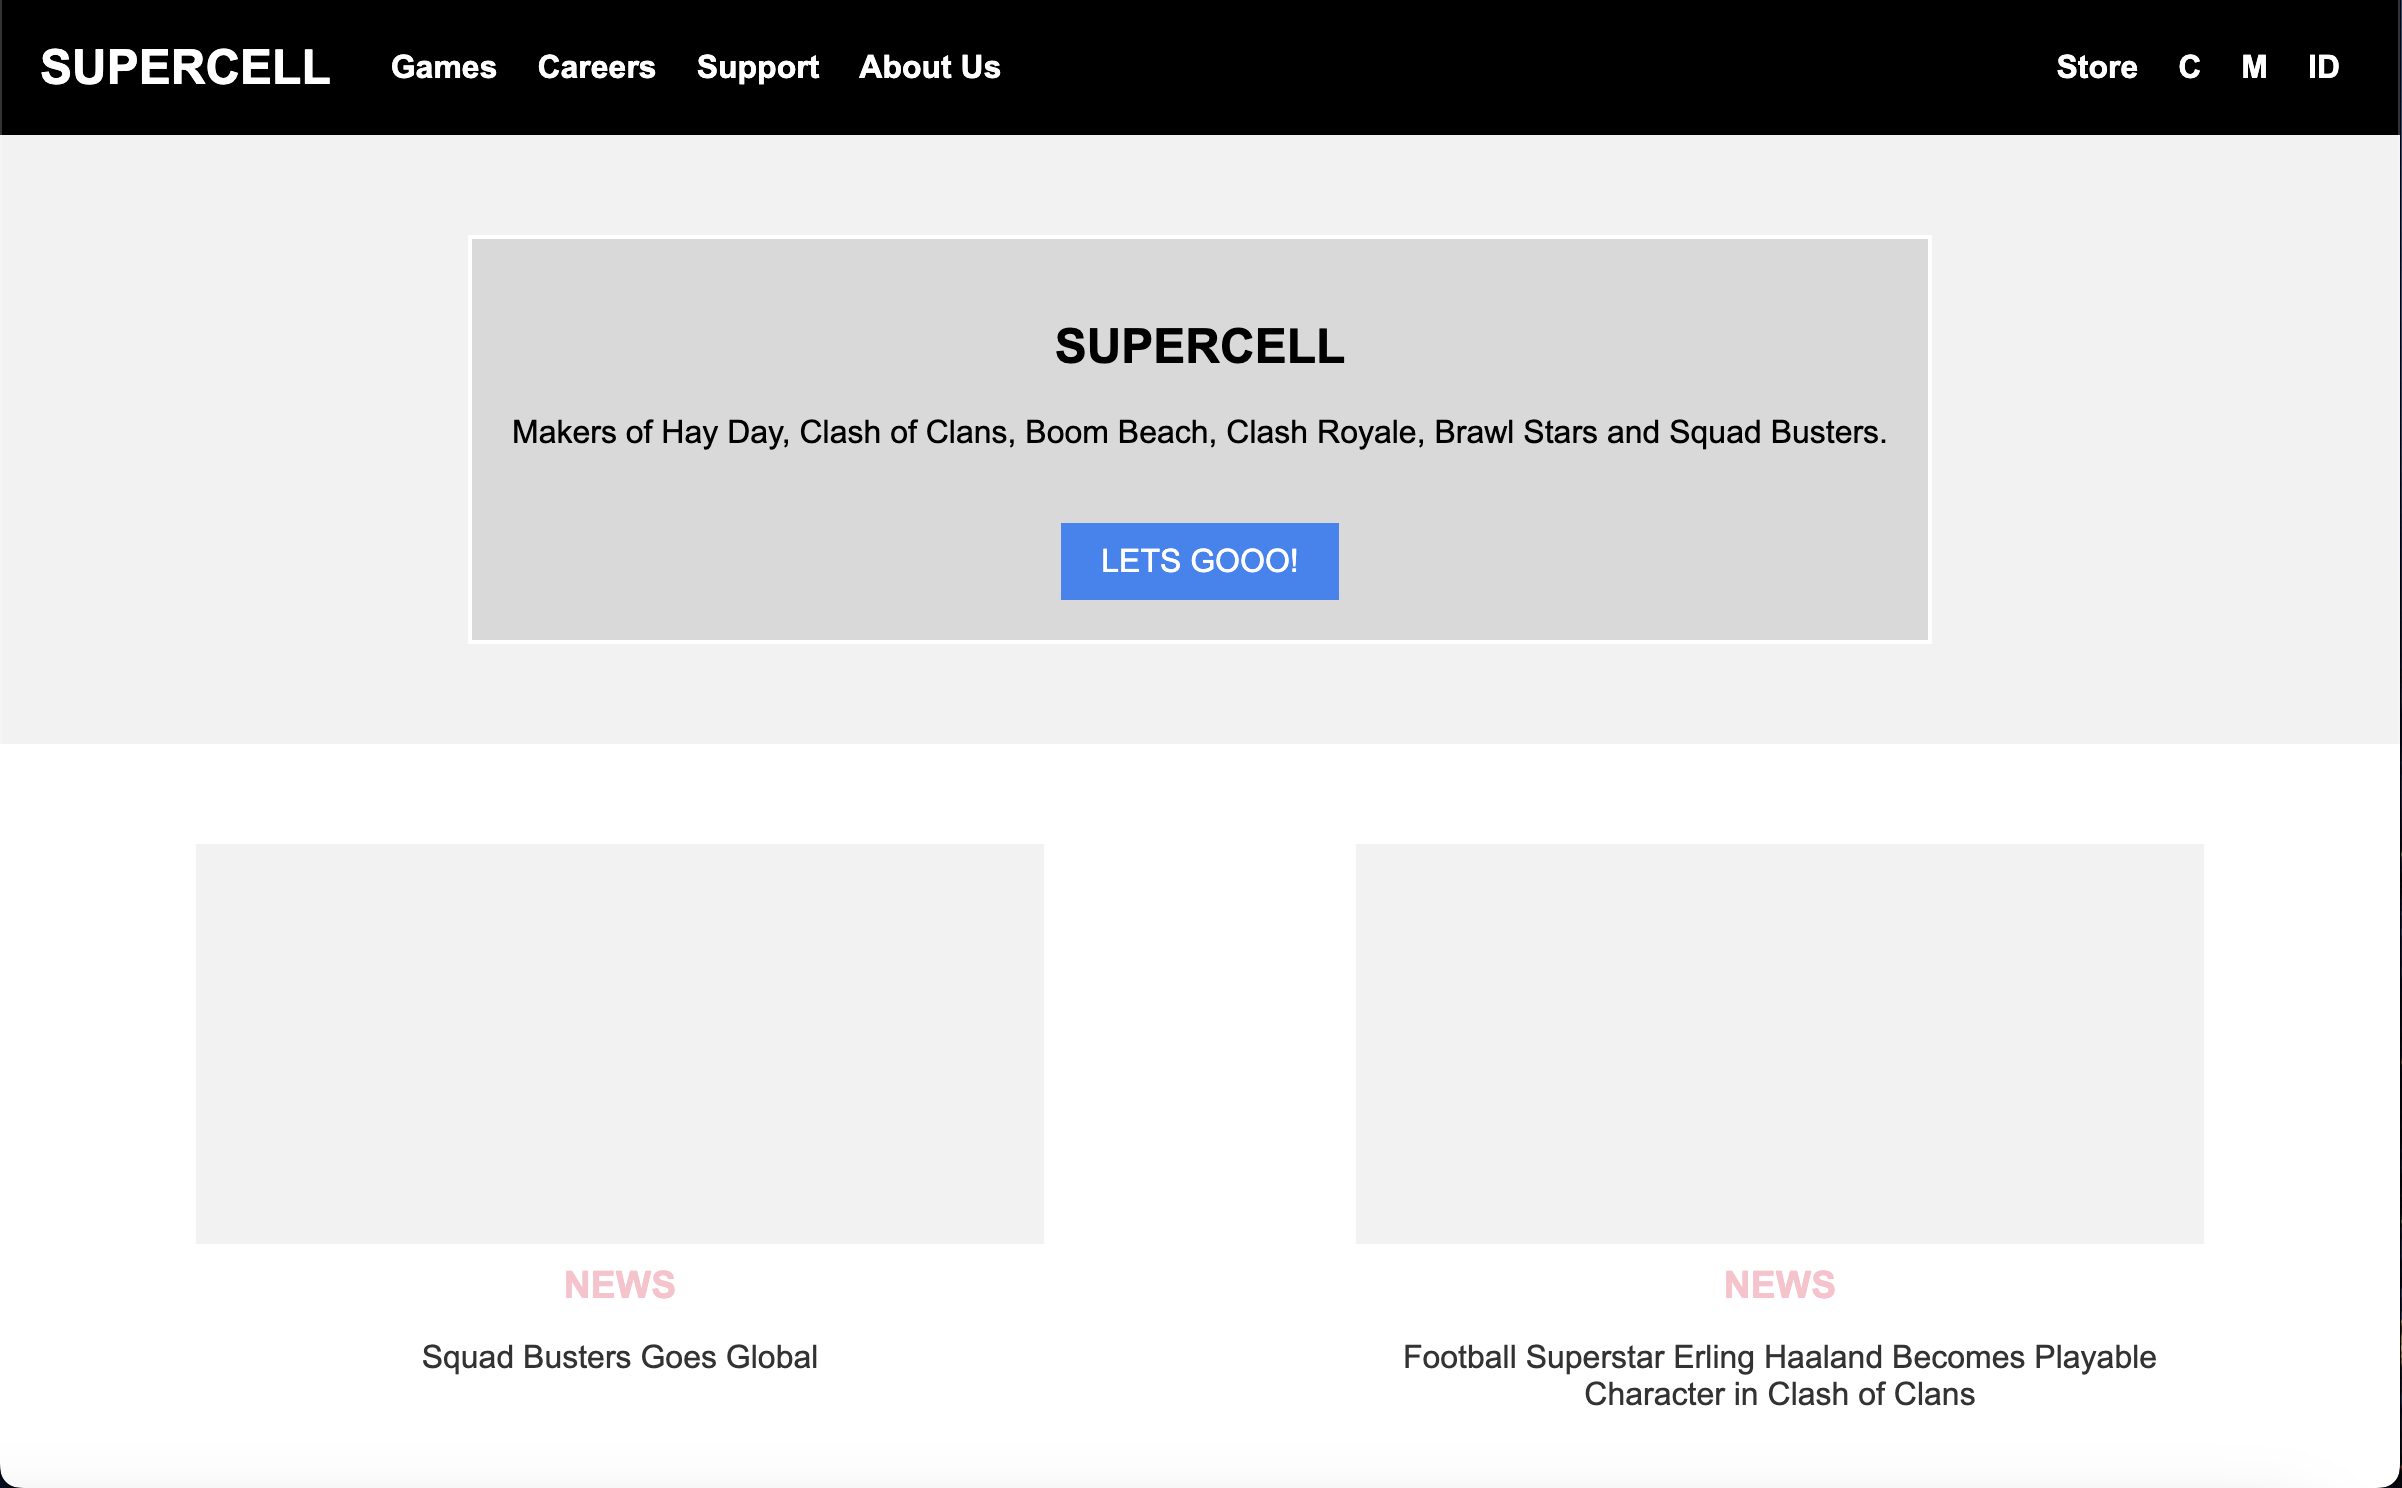 SUPERCELL Games Careers Support About Us Store C M ID
SUPERCELL
Makers of Hay Day, Clash of Clans, Boom Beach, Clash Royale, Brawl Stars and Squad Busters.
LETS GOOO!
NEWS
Squad Busters Goes Global
NEWS
Football Superstar Erling Haaland Becomes Playable
Character in Clash of Clans